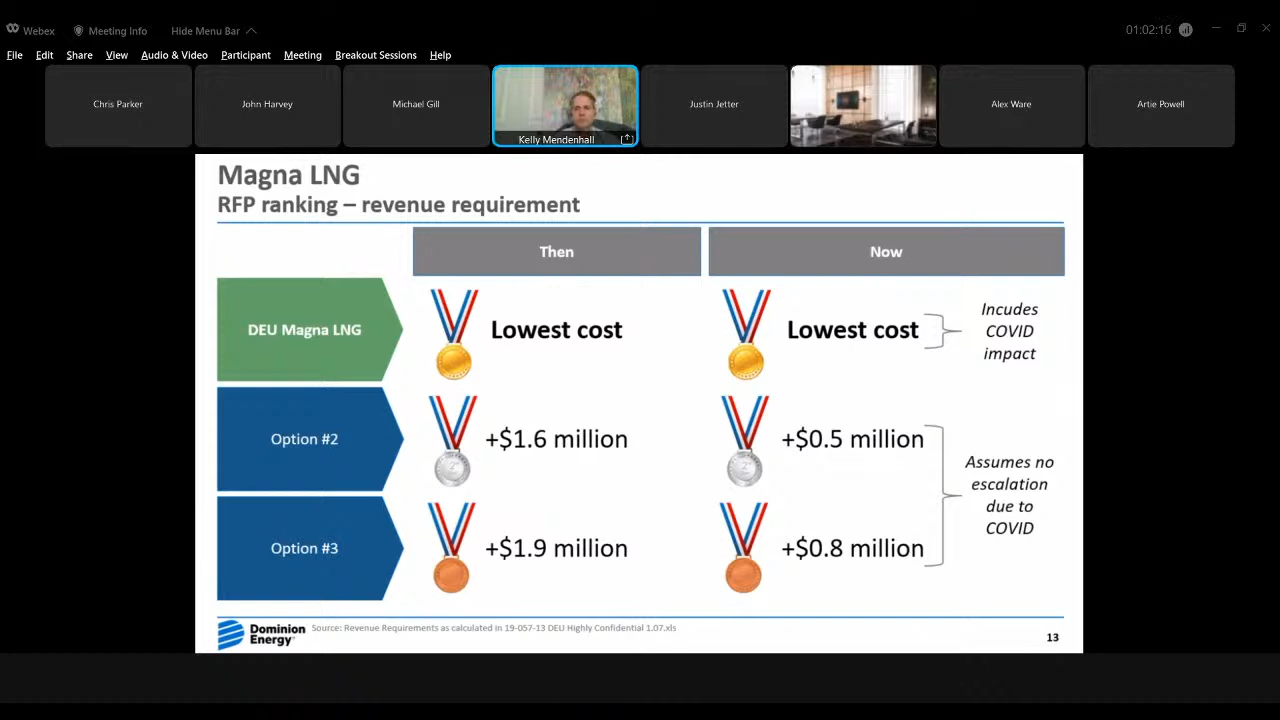 Webex
Meeting Info
Hide Menu Bar
01:02:16
File Edit Share View Audio & Video Participant Meeting Breakout Sessions Help
Chris Parker
John Harvey
Michael Gill
Kelly Mendenhall
Justin Jetter
Alex Ware
Artie Powell
Magna LNG
RFP ranking – revenue requirement
Then
Now
DEU Magna LNG
Lowest cost
Lowest cost
Incudes
COVID
impact
Option #2
+$1.6 million
+$0.5 million
Option #3
+$1.9 million
+$0.8 million
Assumes no
escalation
due to
COVID
Dominion
Energy
Source: Revenue Requirements as calculated in 19-057-13 DEU Highly Confidential 1.07.xls
13